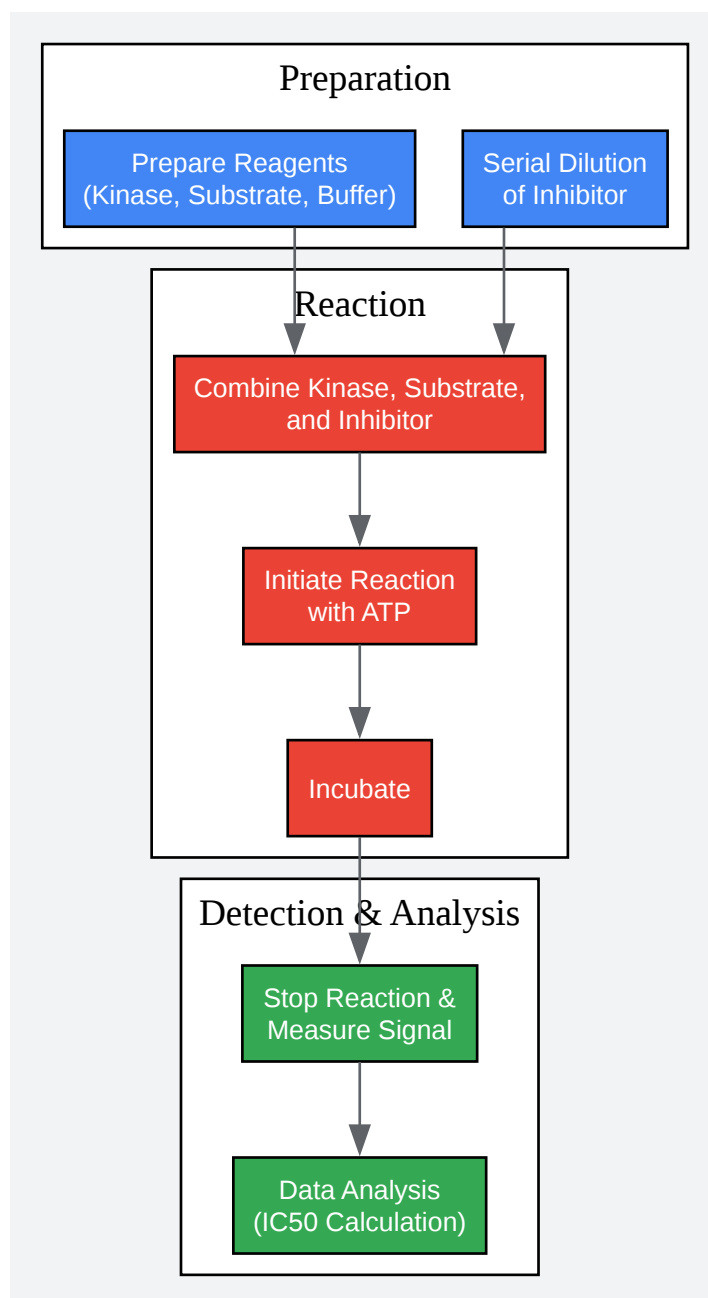 Preparation
Prepare Reagents
(Kinase, Substrate, Buffer)
Serial Dilution
of Inhibitor
Reaction
Combine Kinase, Substrate,
and Inhibitor
Initiate Reaction
with ATP
Incubate
Detection & Analysis
Stop Reaction &
Measure Signal
Data Analysis
(IC50 Calculation)